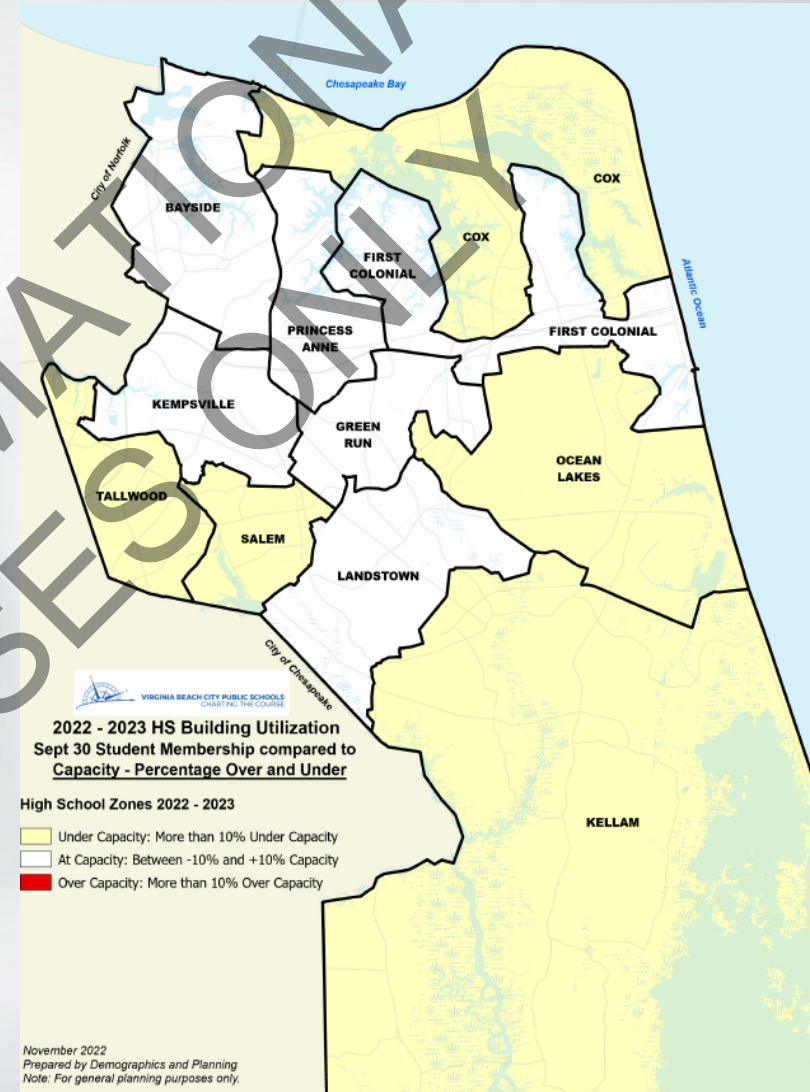 Chesapeake Bay
City of Norfolk
COX
BAYSIDE
COX
FIRST
COLONIAL
Atlantic Ocean
PRINCESS
ANNE
FIRST COLONIAL
KEMPSVILLE
GREEN
RUN
OCEAN
LAKES
TALLWOOD
SALEM
LANDSTOWN
City of Chesapeake
VIRGINIA BEACH CITY PUBLIC SCHOOLS
CHARTING THE COURSE
2022 - 2023 HS Building Utilization
Sept 30 Student Membership compared to
Capacity - Percentage Over and Under
High School Zones 2022 - 2023
Under Capacity: More than 10% Under Capacity
At Capacity: Between -10% and +10% Capacity
Over Capacity: More than 10% Over Capacity
KELLAM
November 2022
Prepared by Demographics and Planning
Note: For general planning purposes only.
ONLY